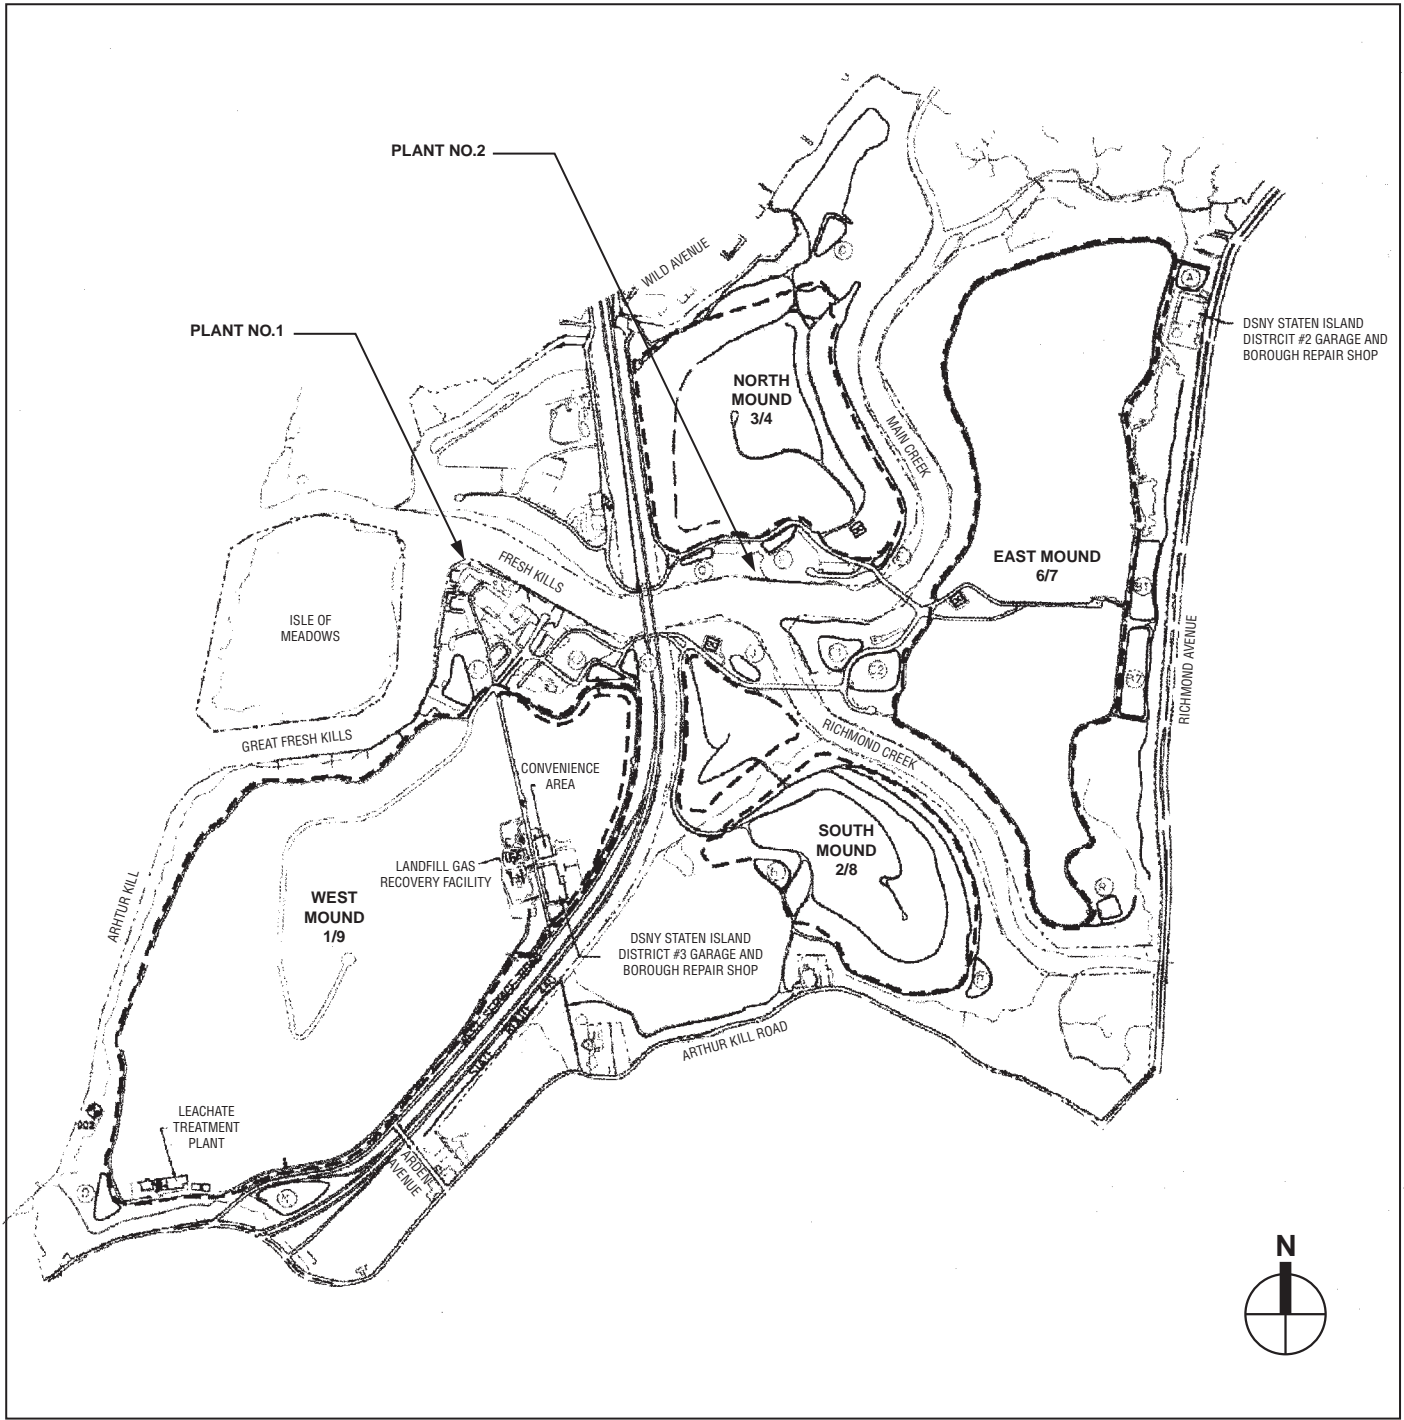 PLANT NO.2
WILD AVENUE
PLANT NO.1
DSNY STATEN ISLAND
DISTRCIT #2 GARAGE AND
BOROUGH REPAIR SHOP
NORTH
MOUND
3/4
MAIN CREEK
EAST MOUND
6/7
FRESH KILLS
ISLE OF
MEADOWS
RICHMOND AVENUE
GREAT FRESH KILLS
RICHMOND CREEK
CONVENIENCE
AREA
SOUTH
MOUND
2/8
LANDFILL GAS
RECOVERY FACILITY
WEST
MOUND
1/9
ARHTUR KILL
DSNY STATEN ISLAND
DISTRICT #3 GARAGE AND
BOROUGH REPAIR SHOP
STATE ROUTE 440
ARTHUR KILL ROAD
LEACHATE
TREATMENT
PLANT
ARDEN
AVENUE
N